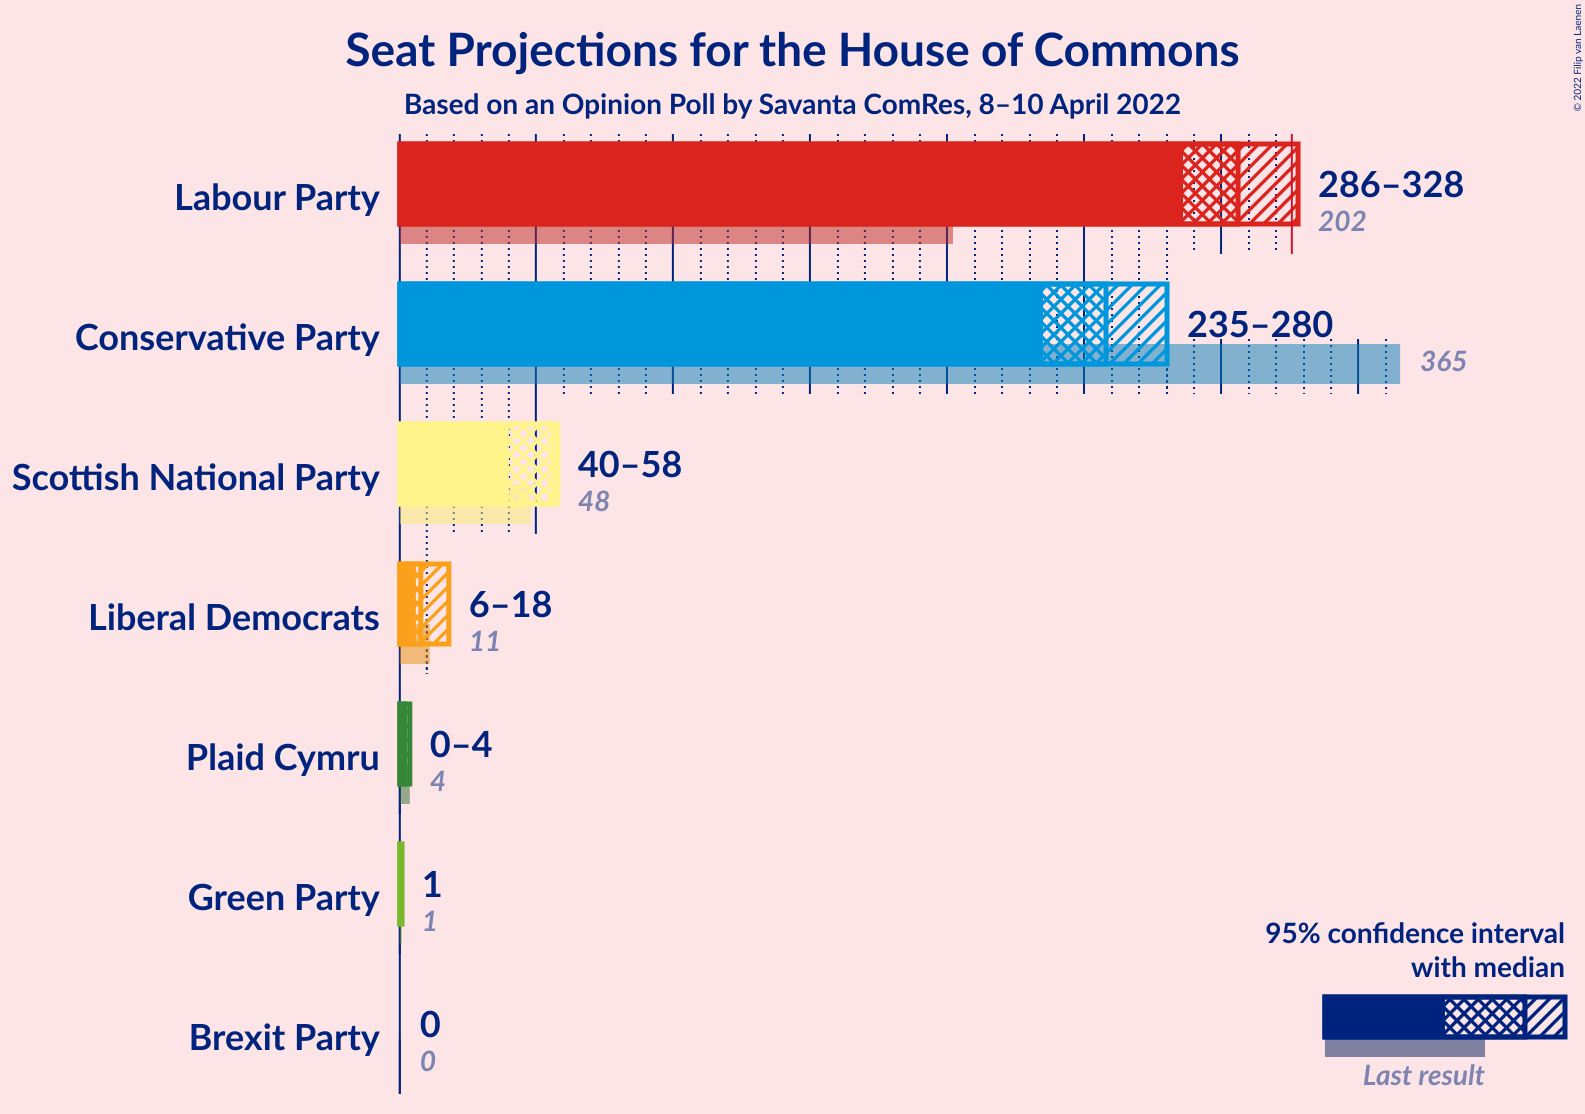 Seat Projections for the House of Commons
Based on an Opinion Poll by Savanta ComRes, 8–10 April 2022
© 2022 Filip van Laenen
Labour Party
286–328
202
Conservative Party
235–280
365
Scottish National Party
40–58
48
Liberal Democrats
6–18
11
Plaid Cymru
0–4
4
Green Party
1
1
Brexit Party
0
0
95% confidence interval
with median
Last result